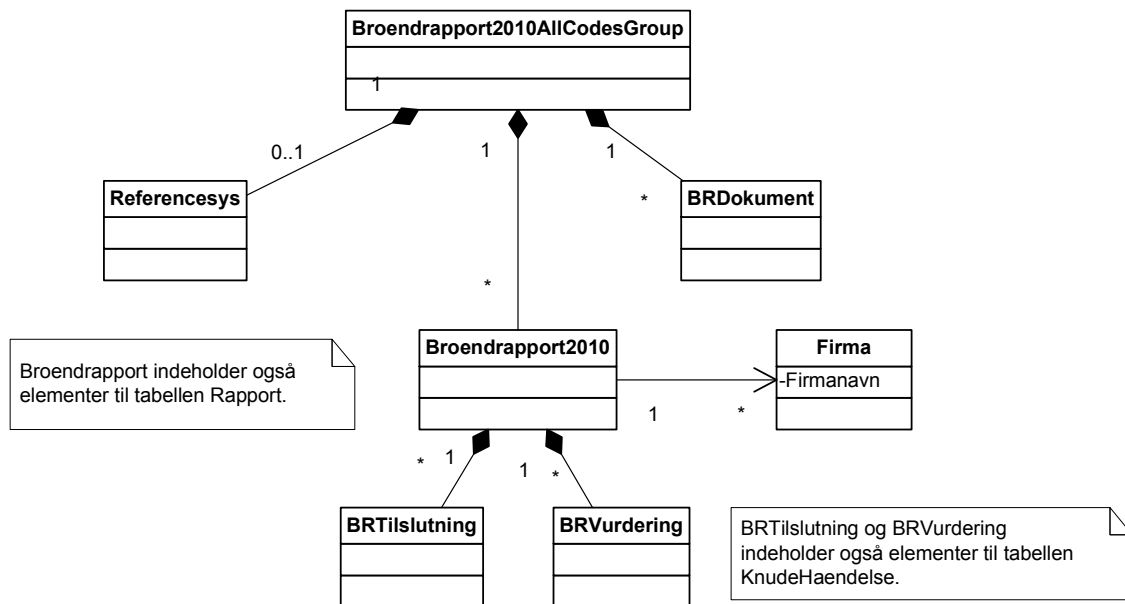 Broendrapport2010AllCodesGroup
1
0..1
1
1
Referencesys
*
BRDokument
*
Broendrapport indeholder også
elementer til tabellen Rapport.
Broendrapport2010
Firma
-Firmanavn
1
*
*
1
1
*
BRTilslutning
BRVurdering
BRTilslutning og BRVurdering
indeholder også elementer til tabellen
KnudeHaendelse.